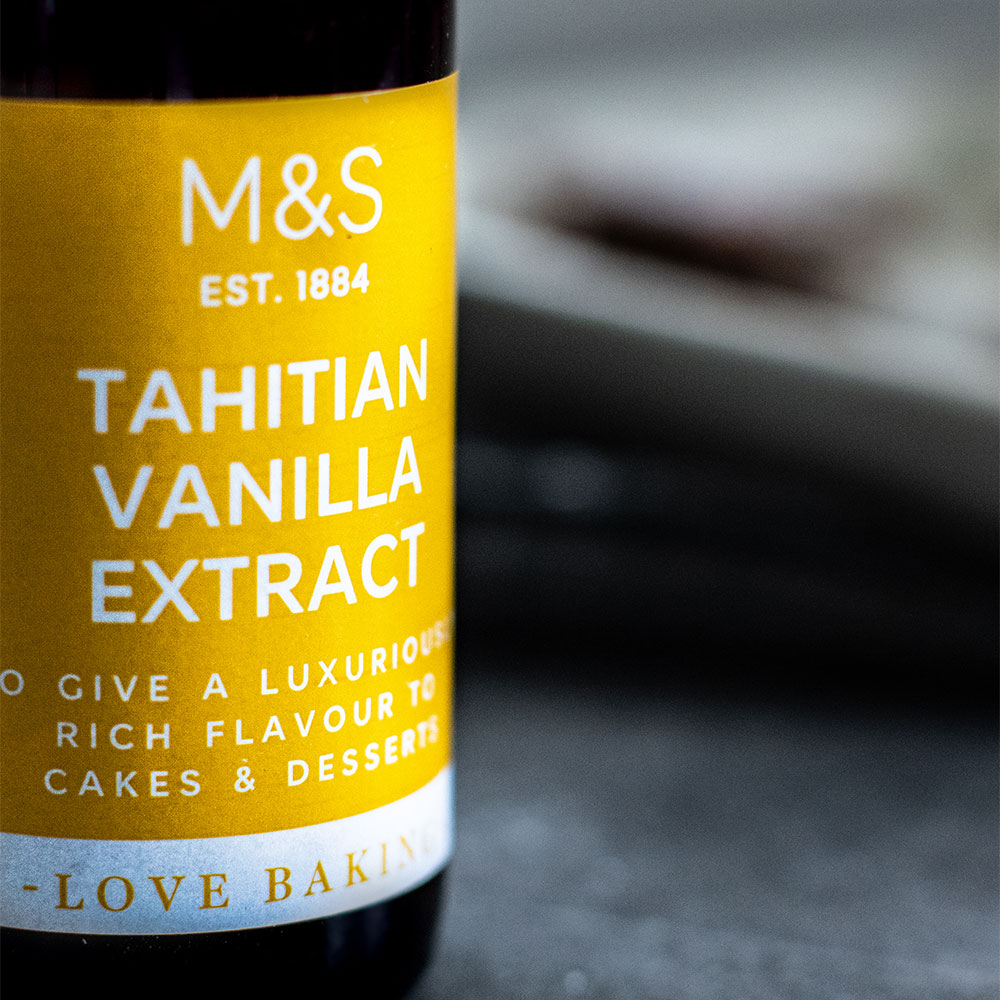 M&S
EST. 1884
TAHITIAN
VANILLA
EXTRACT
O GIVE A LUXURIOUS
RICH FLAVOUR TO
CAKES & DESSERTS
-LOVE BAKING